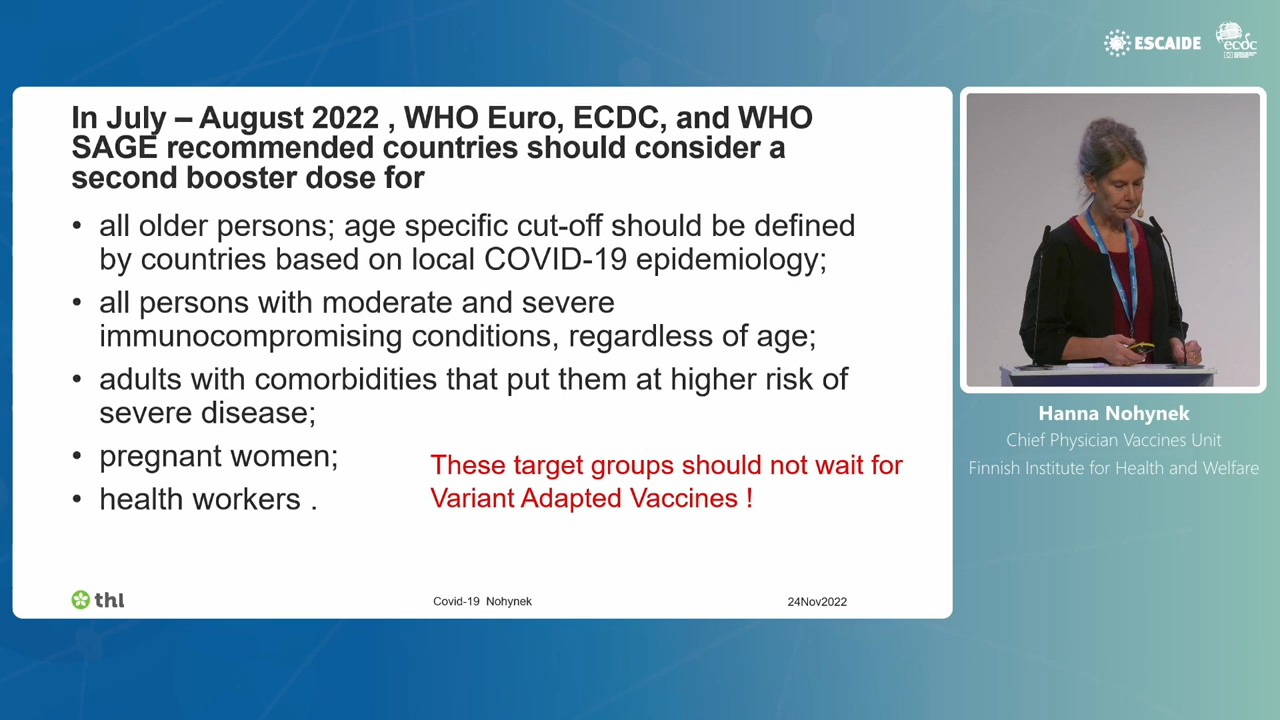 ESCAIDE
ecdc
In July – August 2022 , WHO Euro, ECDC, and WHO
SAGE recommended countries should consider a
second booster dose for
• all older persons; age specific cut-off should be defined
by countries based on local COVID-19 epidemiology;
• all persons with moderate and severe
immunocompromising conditions, regardless of age;
• adults with comorbidities that put them at higher risk of
severe disease;
• pregnant women;
• health workers .
These target groups should not wait for
Variant Adapted Vaccines !
thl
Covid-19 Nohynek
24Nov2022
Hanna Nohynek
Chief Physician Vaccines Unit
Finnish Institute for Health and Welfare